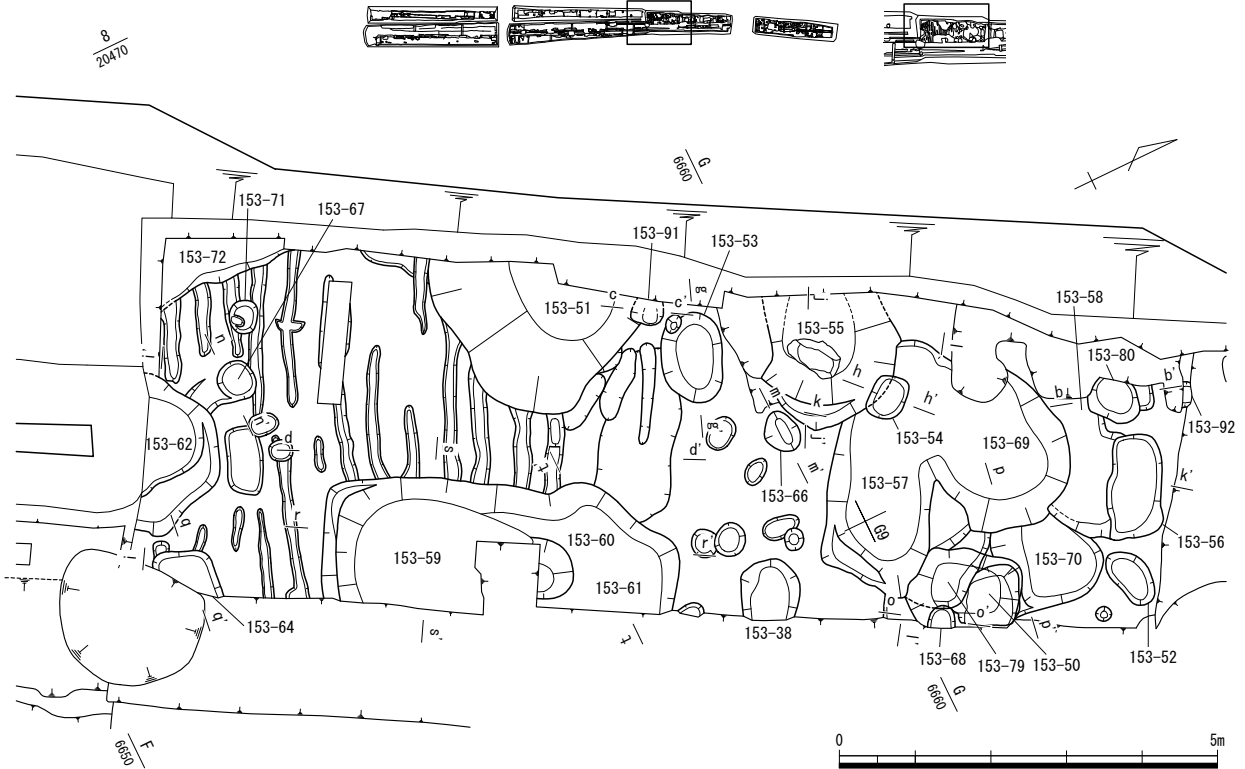 8
20470
G
6660
153-71
153-67
153-91
153-53
153-72
153-58
153-51
153-55
153-80
c
c'
g
b
b'
n
h
h'
k
m
153-92
153-54
153-69
153-62
n'
d
d'
g'
s
t'
m'
153-66
153-57
p
k'
q
r
r'
G9
153-59
153-60
153-61
153-70
153-56
o
o'
153-64
q'
s'
t
153-38
l'
p'
153-68
153-79
153-50
153-52
G
6660
F
6650
0
5m